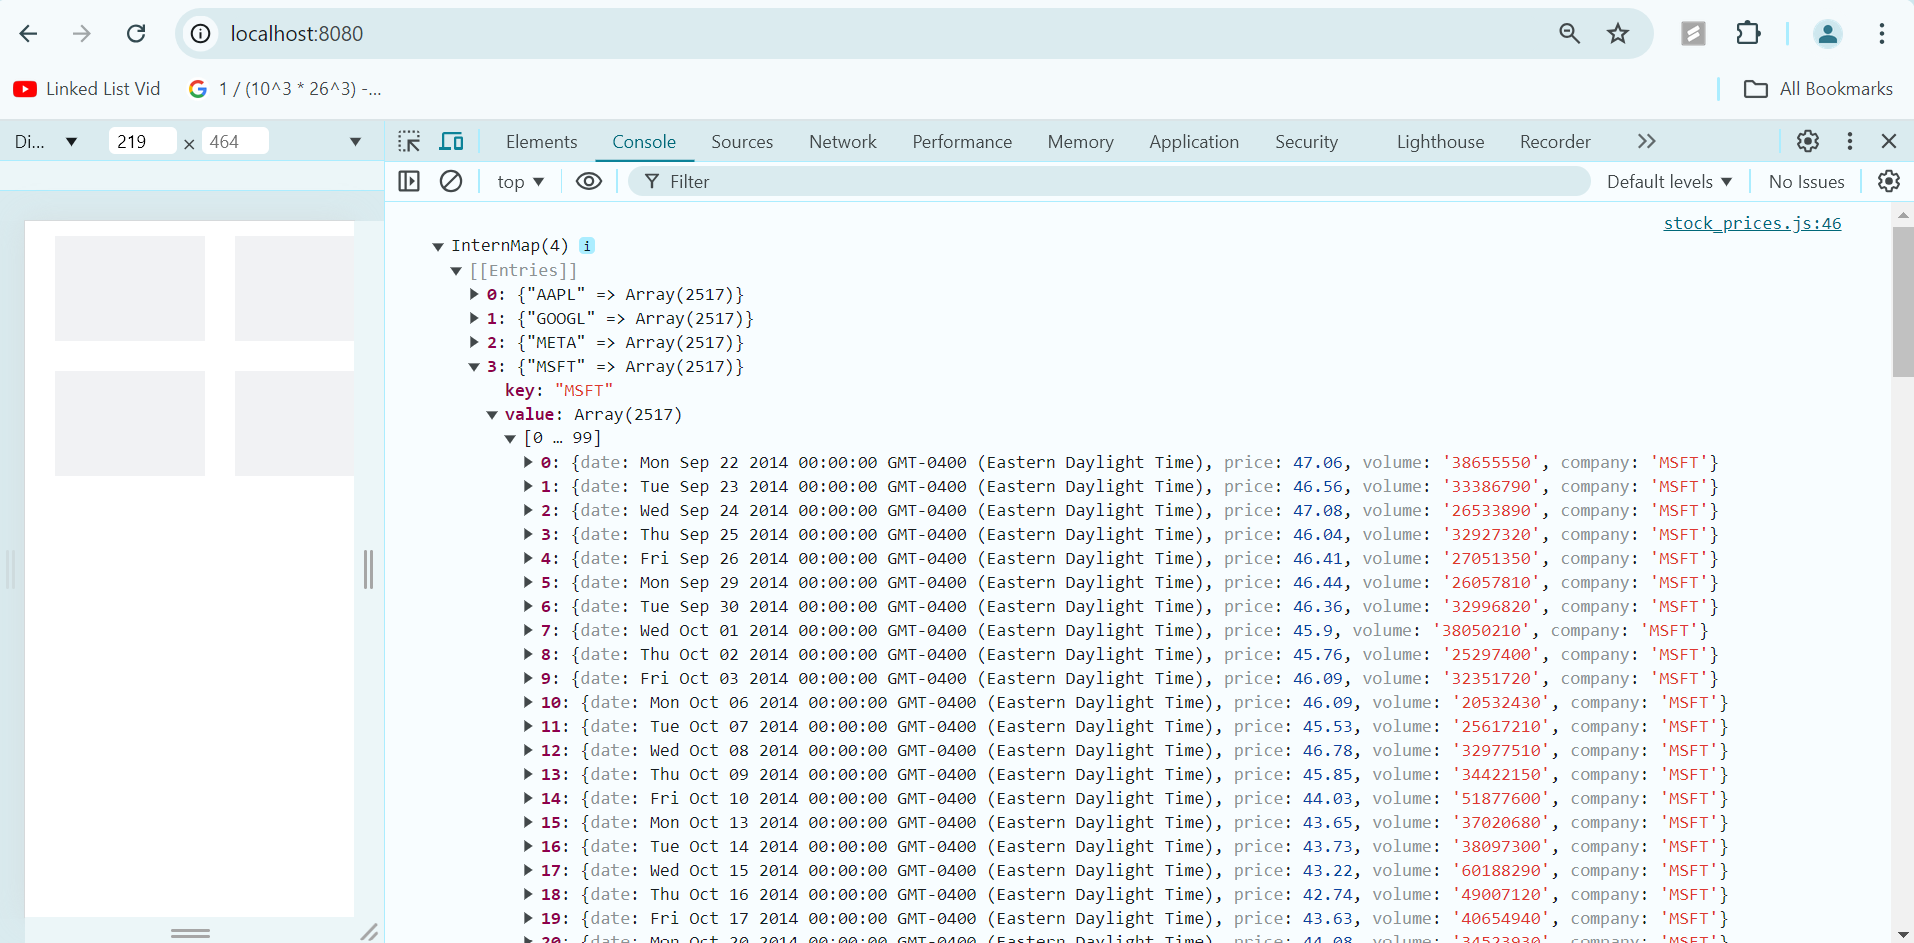 localhost:8080
Linked List Vid 1 / (10^3 * 26^3) -... All Bookmarks
Di... 219 × 464 Elements Console Sources Network Performance Memory Application Security Lighthouse Recorder
top Filter Default levels No Issues
stock_prices.js:46
InternMap(4) i
[[Entries]]
0: {"AAPL" => Array(2517)}
1: {"GOOGL" => Array(2517)}
2: {"META" => Array(2517)}
3: {"MSFT" => Array(2517)}
key: "MSFT"
value: Array(2517)
[0 … 99]
0: {date: Mon Sep 22 2014 00:00:00 GMT-0400 (Eastern Daylight Time), price: 47.06, volume: '38655550', company: 'MSFT'}
1: {date: Tue Sep 23 2014 00:00:00 GMT-0400 (Eastern Daylight Time), price: 46.56, volume: '33386790', company: 'MSFT'}
2: {date: Wed Sep 24 2014 00:00:00 GMT-0400 (Eastern Daylight Time), price: 47.08, volume: '26533890', company: 'MSFT'}
3: {date: Thu Sep 25 2014 00:00:00 GMT-0400 (Eastern Daylight Time), price: 46.04, volume: '32927320', company: 'MSFT'}
4: {date: Fri Sep 26 2014 00:00:00 GMT-0400 (Eastern Daylight Time), price: 46.41, volume: '27051350', company: 'MSFT'}
5: {date: Mon Sep 29 2014 00:00:00 GMT-0400 (Eastern Daylight Time), price: 46.44, volume: '26057810', company: 'MSFT'}
6: {date: Tue Sep 30 2014 00:00:00 GMT-0400 (Eastern Daylight Time), price: 46.36, volume: '32996820', company: 'MSFT'}
7: {date: Wed Oct 01 2014 00:00:00 GMT-0400 (Eastern Daylight Time), price: 45.9, volume: '38050210', company: 'MSFT'}
8: {date: Thu Oct 02 2014 00:00:00 GMT-0400 (Eastern Daylight Time), price: 45.76, volume: '25297400', company: 'MSFT'}
9: {date: Fri Oct 03 2014 00:00:00 GMT-0400 (Eastern Daylight Time), price: 46.09, volume: '32351720', company: 'MSFT'}
10: {date: Mon Oct 06 2014 00:00:00 GMT-0400 (Eastern Daylight Time), price: 46.09, volume: '20532430', company: 'MSFT'}
11: {date: Tue Oct 07 2014 00:00:00 GMT-0400 (Eastern Daylight Time), price: 45.53, volume: '25617210', company: 'MSFT'}
12: {date: Wed Oct 08 2014 00:00:00 GMT-0400 (Eastern Daylight Time), price: 46.78, volume: '32977510', company: 'MSFT'}
13: {date: Thu Oct 09 2014 00:00:00 GMT-0400 (Eastern Daylight Time), price: 45.85, volume: '34422150', company: 'MSFT'}
14: {date: Fri Oct 10 2014 00:00:00 GMT-0400 (Eastern Daylight Time), price: 44.03, volume: '51877600', company: 'MSFT'}
15: {date: Mon Oct 13 2014 00:00:00 GMT-0400 (Eastern Daylight Time), price: 43.65, volume: '37020680', company: 'MSFT'}
16: {date: Tue Oct 14 2014 00:00:00 GMT-0400 (Eastern Daylight Time), price: 43.73, volume: '38097300', company: 'MSFT'}
17: {date: Wed Oct 15 2014 00:00:00 GMT-0400 (Eastern Daylight Time), price: 43.22, volume: '60188290', company: 'MSFT'}
18: {date: Thu Oct 16 2014 00:00:00 GMT-0400 (Eastern Daylight Time), price: 42.74, volume: '49007120', company: 'MSFT'}
19: {date: Fri Oct 17 2014 00:00:00 GMT-0400 (Eastern Daylight Time), price: 43.63, volume: '40654940', company: 'MSFT'}
20: {date: Mon Oct 20 2014 00:00:00 GMT-0400 (Eastern Daylight Time), price: 44.08, volume: '34523930', company: 'MSFT'}